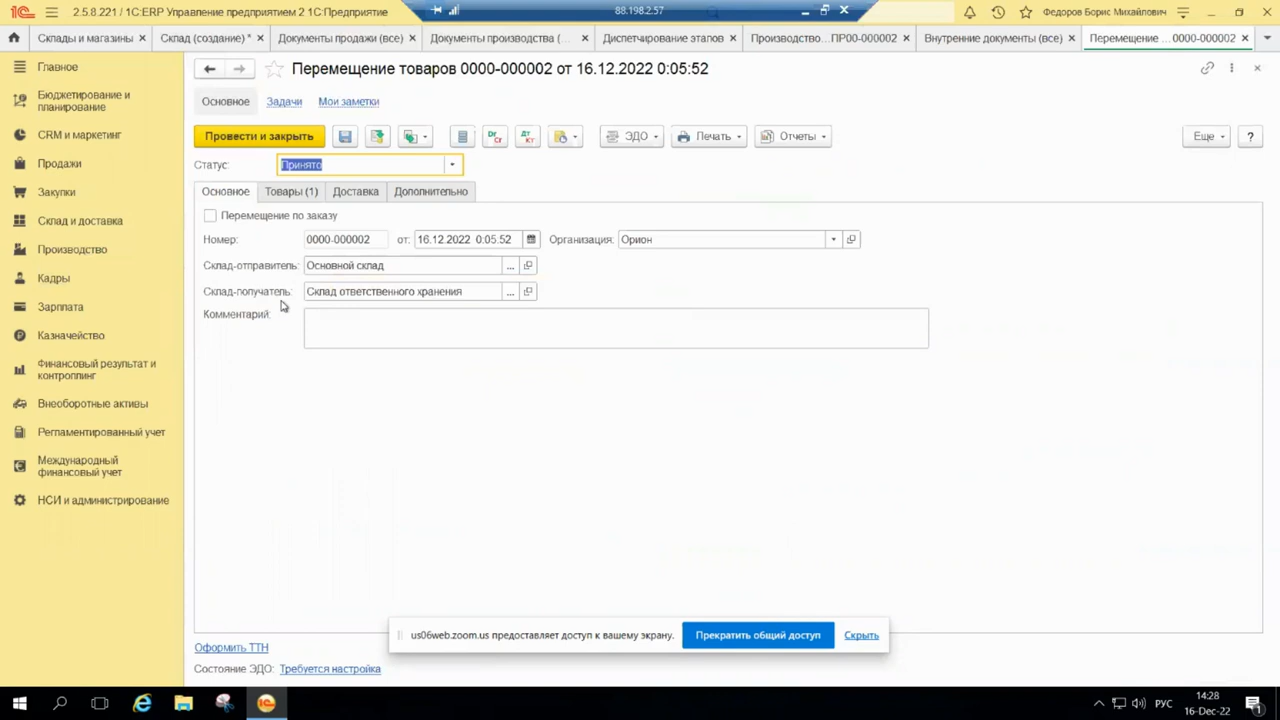 2.5.8.221 / 1С:ERP Управление предприятием 2 1С:Предприятие
88.198.2.57
Федоров Борис Михайлович
Склады и магазины
Склад (создание) *
Документы продажи (все)
Документы производства (...
Диспетчирование этапов
Производство...ПР00-000002
Внутренние документы (все)
Перемещение ...0000-000002
Главное
Бюджетирование и
планирование
CRM и маркетинг
Продажи
Закупки
Склад и доставка
Производство
Кадры
Зарплата
Казначейство
Финансовый результат и
контроллинг
Внеоборотные активы
Регламентированный учет
Международный
финансовый учет
НСИ и администрирование
Перемещение товаров 0000-000002 от 16.12.2022 0:05:52
Основное Задачи Мои заметки
Провести и закрыть Dr Cr Дт Кт ЭДО Печать Отчеты Еще ?
Статус: Принято
Основное Товары (1) Доставка Дополнительно
Перемещение по заказу
Номер: 0000-000002 от: 16.12.2022 0:05:52 Организация: Орион
Склад-отправитель: Основной склад ...
Склад-получатель: Склад ответственного хранения ...
Комментарий:
us06web.zoom.us предоставляет доступ к вашему экрану. Прекратить общий доступ Скрыть
Оформить ТТН
Состояние ЭДО: Требуется настройка
РУС
14:28
16-Dec-22
1